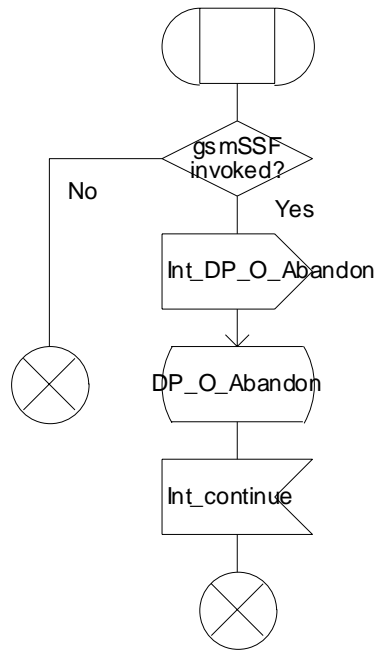 gsmSSF
invoked?
No
Yes
Int_DP_O_Abandon
DP_O_Abandon
Int_continue